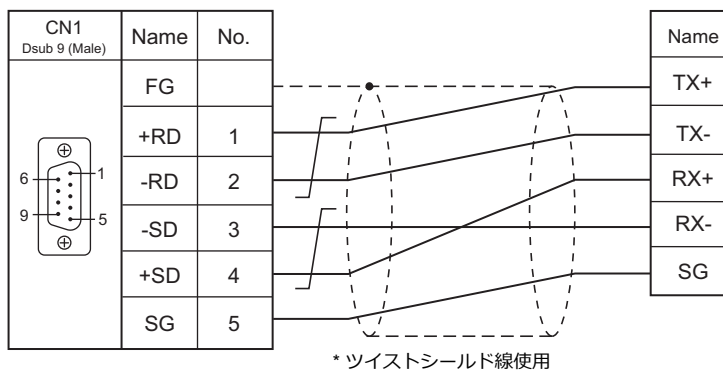 CN1
Dsub 9 (Male)
Name No.
FG
+RD 1
-RD 2
-SD 3
+SD 4
SG 5
6 1
9 5
Name
TX+
TX-
RX+
RX-
SG
* ツイストシールド線使用